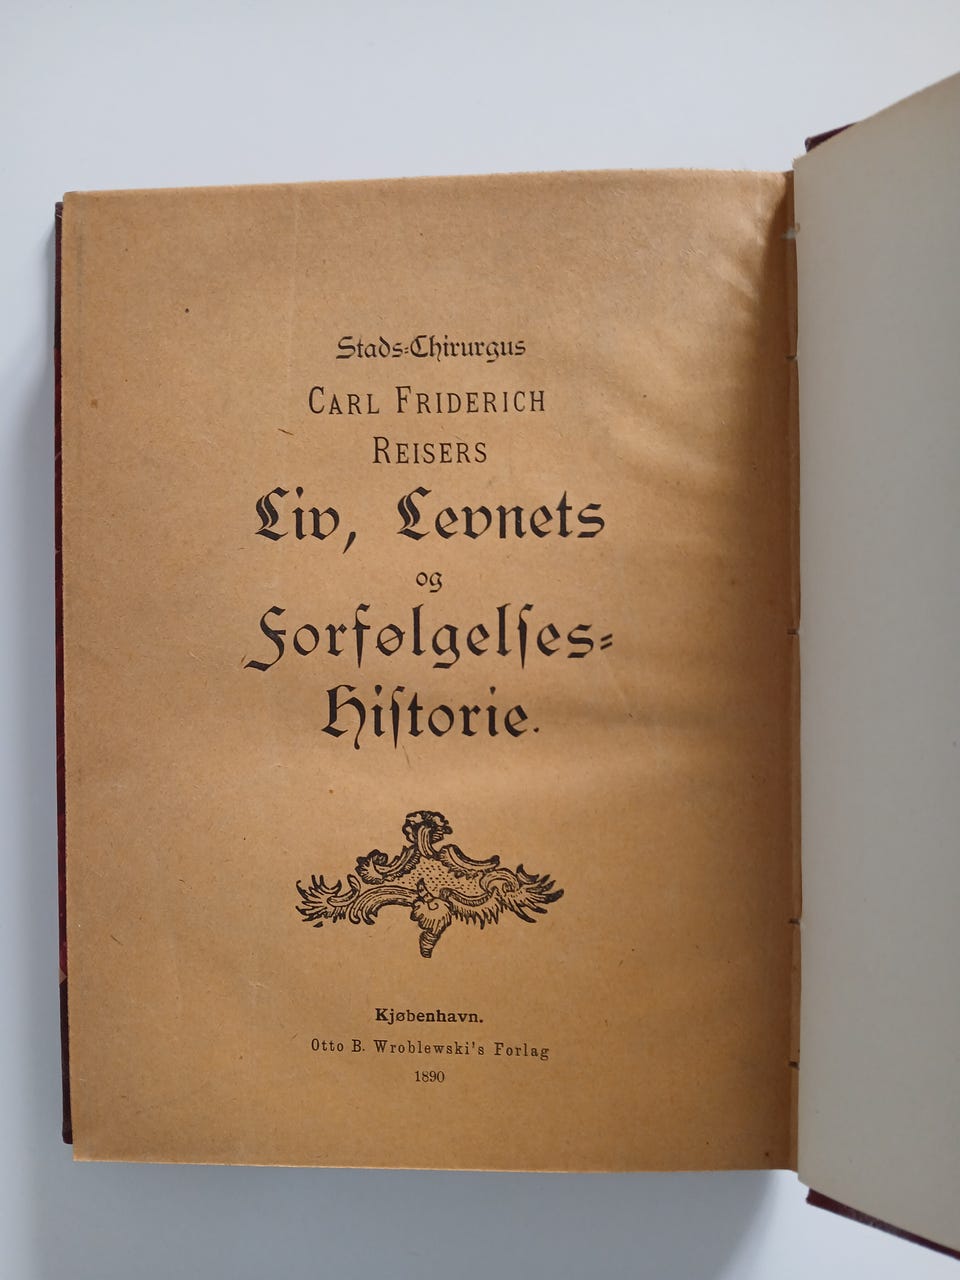 Stads-Chirurgus
CARL FRIDERICH
REISERS
Liv, Levnets
og
Forfølgelſes-
Hiſtorie.
Kjøbenhavn.
Otto B. Wroblewski's Forlag
1890